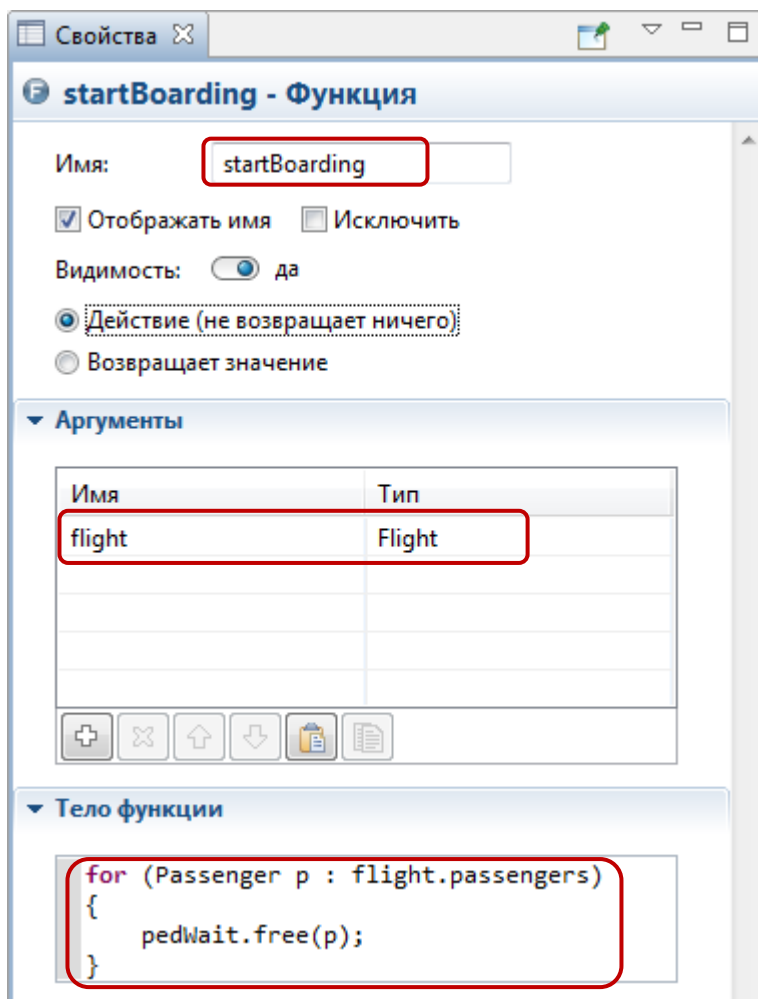 Свойства
startBoarding - Функция
Имя: startBoarding
Отображать имя Исключить
Видимость: да
Действие (не возвращает ничего)
Возвращает значение
Аргументы
Имя Тип
flight Flight
Тело функции
for (Passenger p : flight.passengers)
{
pedWait.free(p);
}